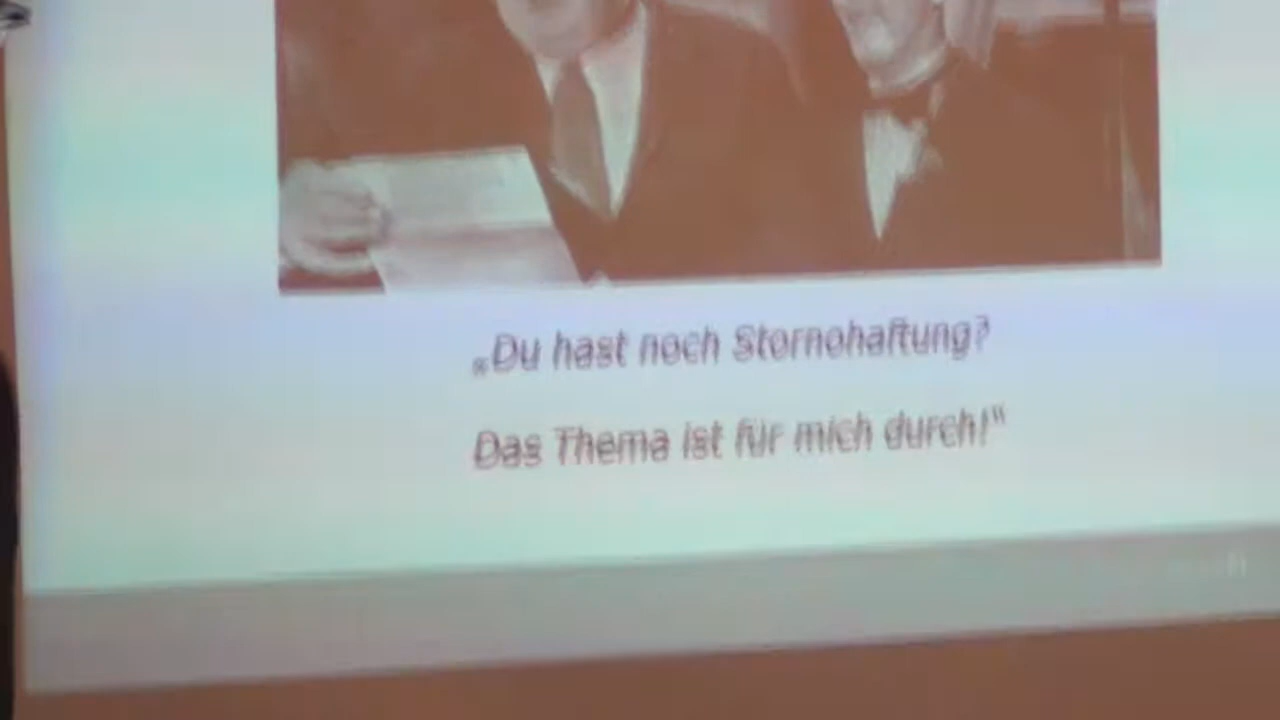 „Du hast noch Stornohaftung?
Das Thema ist für mich durch!“